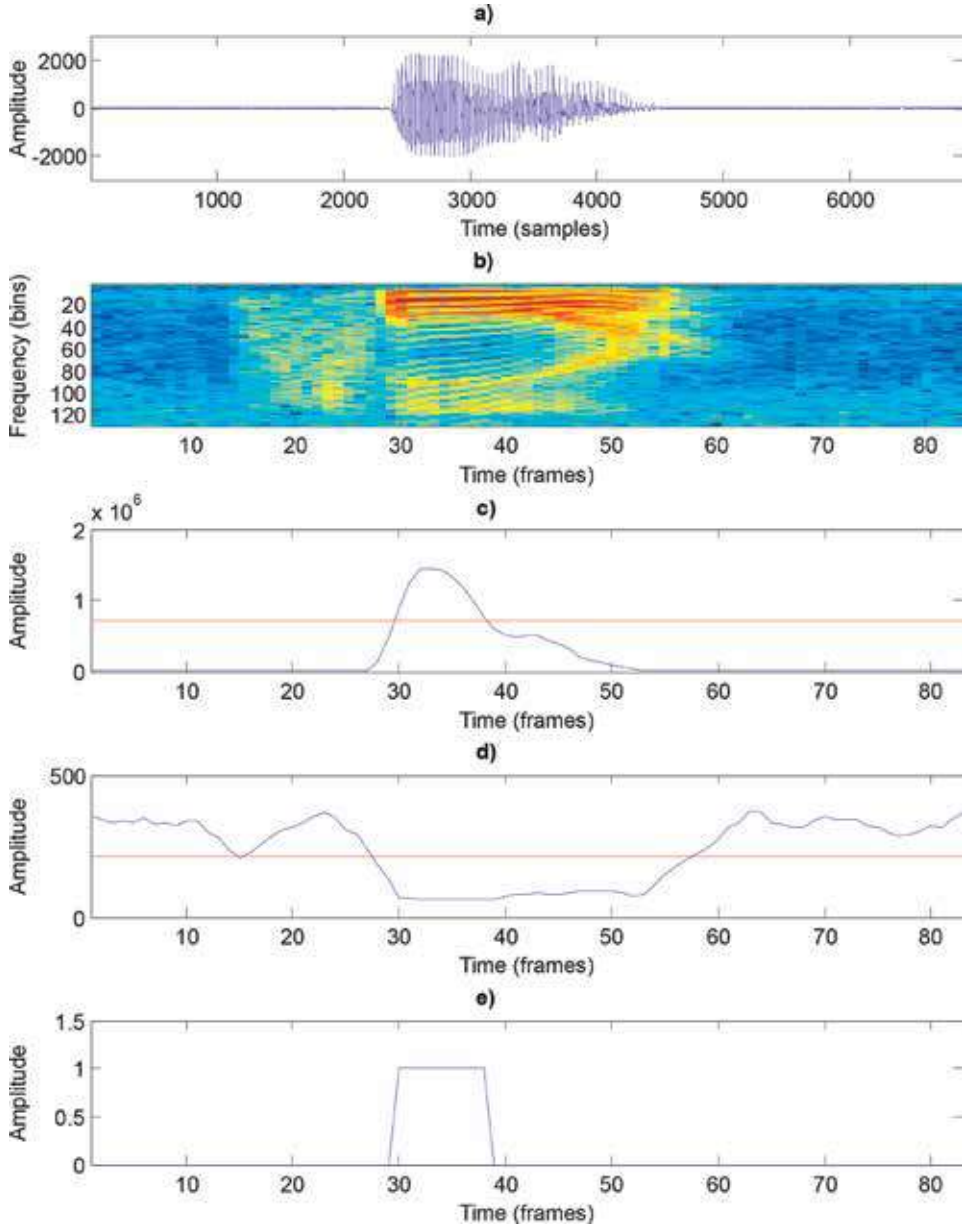 a)
Amplitude
2000
0
-2000
1000 2000 3000 4000 5000 6000
Time (samples)
b)
Frequency (bins)
20
40
60
80
100
120
10 20 30 40 50 60 70 80
Time (frames)
c)
x 10^6
Amplitude
2
1
0
10 20 30 40 50 60 70 80
Time (frames)
d)
Amplitude
500
0
10 20 30 40 50 60 70 80
Time (frames)
e)
Amplitude
1.5
1
0.5
0
10 20 30 40 50 60 70 80
Time (frames)